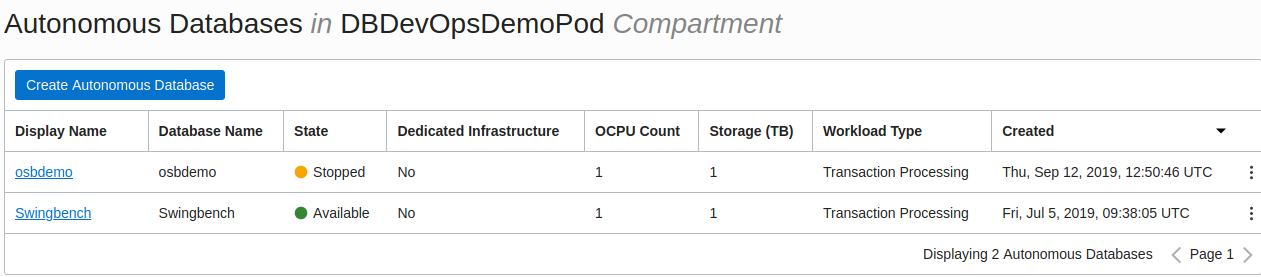 Autonomous Databases in DBDevOpsDemoPod Compartment
Create Autonomous Database
Display Name Database Name State Dedicated Infrastructure OCPU Count Storage (TB) Workload Type Created
osbdemo osbdemo Stopped No 1 1 Transaction Processing Thu, Sep 12, 2019, 12:50:46 UTC
Swingbench Swingbench Available No 1 1 Transaction Processing Fri, Jul 5, 2019, 09:38:05 UTC
Displaying 2 Autonomous Databases Page 1